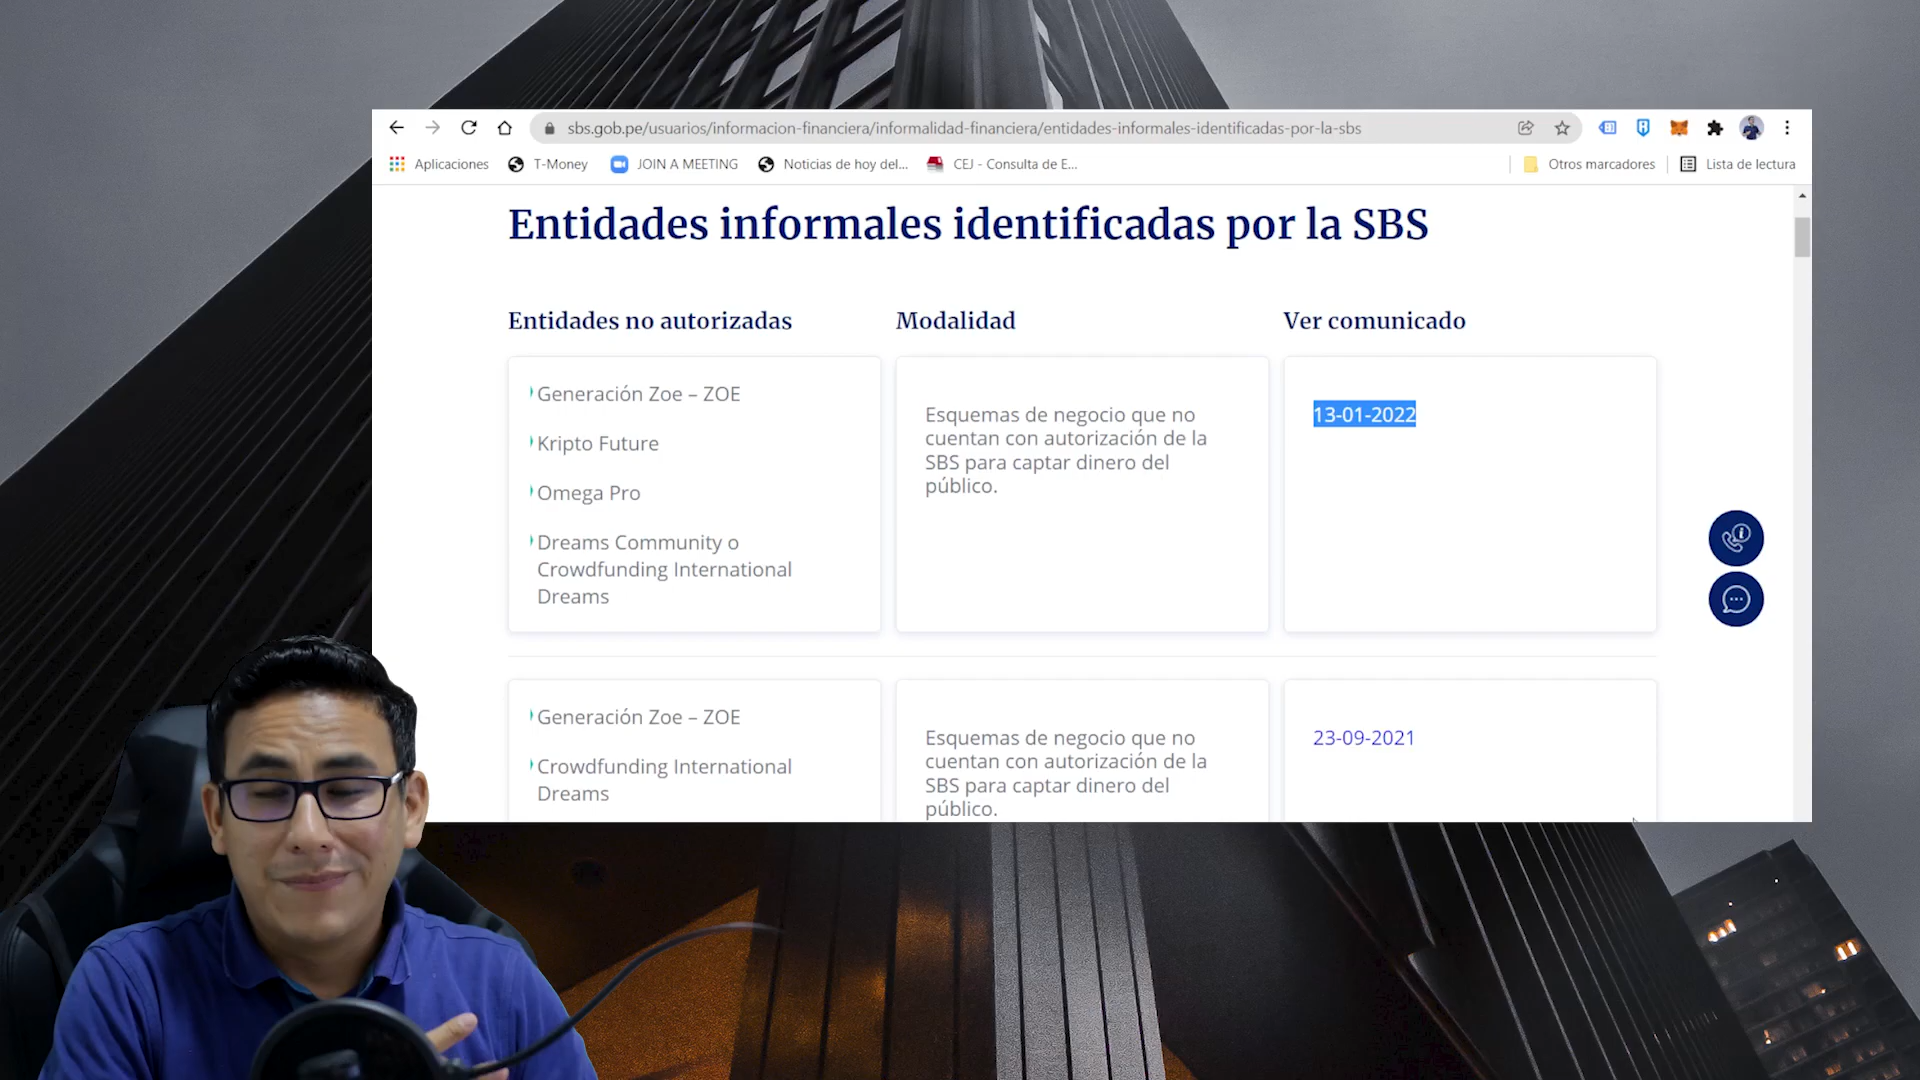 sbs.gob.pe/usuarios/informacion-financiera/informalidad-financiera/entidades-informales-identificadas-por-la-sbs
Aplicaciones T-Money JOIN A MEETING Noticias de hoy del... CEJ - Consulta de E... Otros marcadores Lista de lectura
Entidades informales identificadas por la SBS
Entidades no autorizadas Modalidad Ver comunicado
Generación Zoe – ZOE
Kripto Future
Omega Pro
Dreams Community o
Crowdfunding International
Dreams
Esquemas de negocio que no
cuentan con autorización de la
SBS para captar dinero del
público.
13-01-2022
Generación Zoe – ZOE
Crowdfunding International
Dreams
Esquemas de negocio que no
cuentan con autorización de la
SBS para captar dinero del
público.
23-09-2021